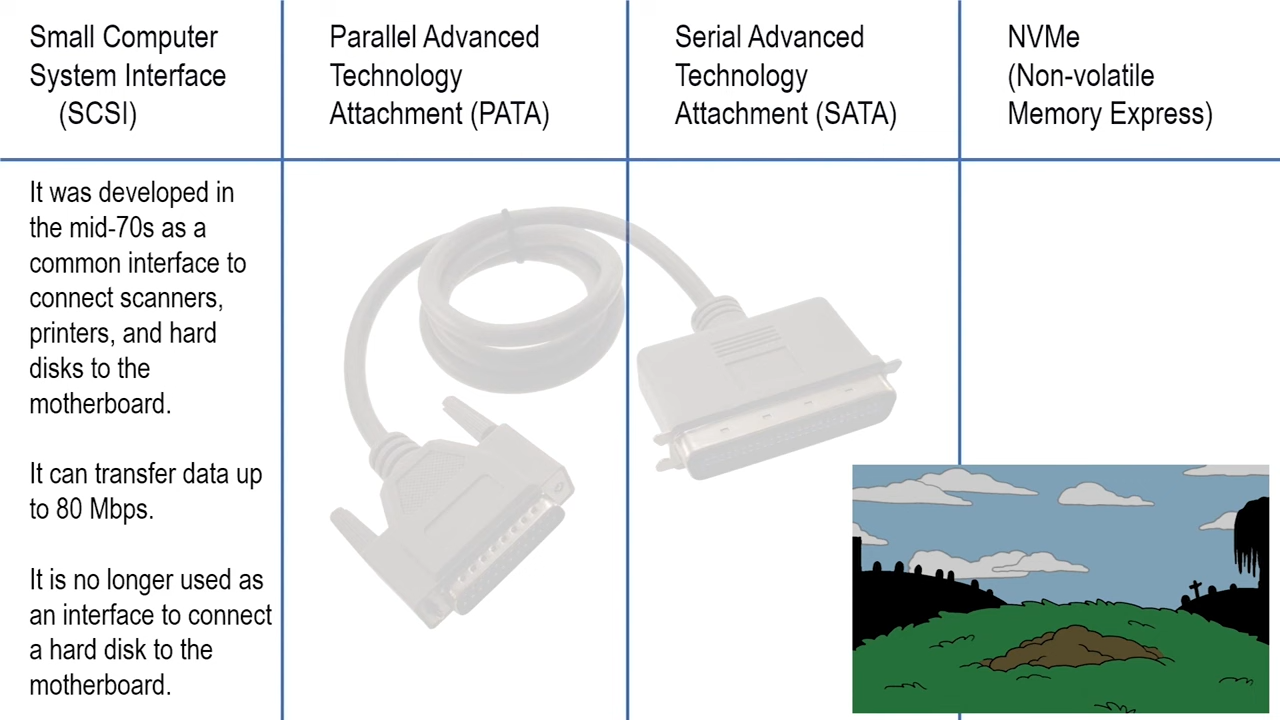 Small Computer
System Interface
(SCSI)
Parallel Advanced
Technology
Attachment (PATA)
Serial Advanced
Technology
Attachment (SATA)
NVMe
(Non-volatile
Memory Express)
It was developed in
the mid-70s as a
common interface to
connect scanners,
printers, and hard
disks to the
motherboard.
It can transfer data up
to 80 Mbps.
It is no longer used as
an interface to connect
a hard disk to the
motherboard.